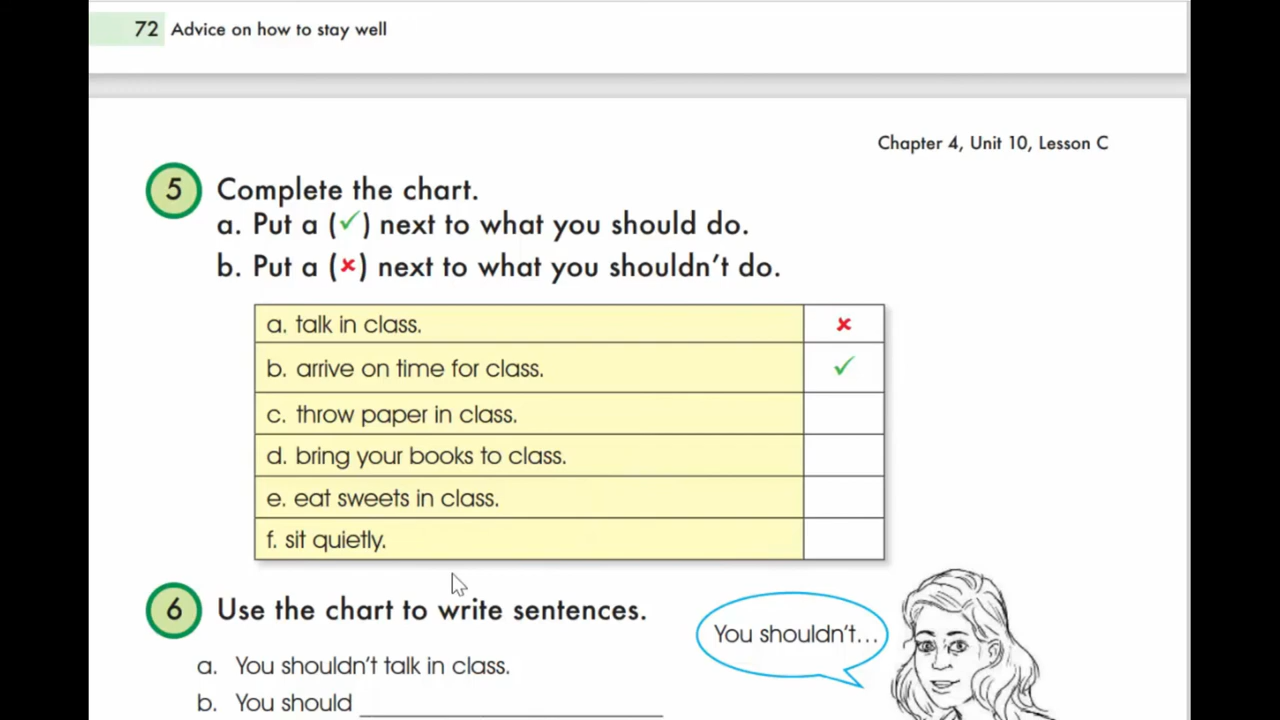 72 Advice on how to stay well
Chapter 4, Unit 10, Lesson C
5 Complete the chart.
a. Put a (✓) next to what you should do.
b. Put a (✗) next to what you shouldn't do.
a. talk in class. ✗
b. arrive on time for class. ✓
c. throw paper in class.
d. bring your books to class.
e. eat sweets in class.
f. sit quietly.
6 Use the chart to write sentences.
You shouldn't...
a. You shouldn't talk in class.
b. You should